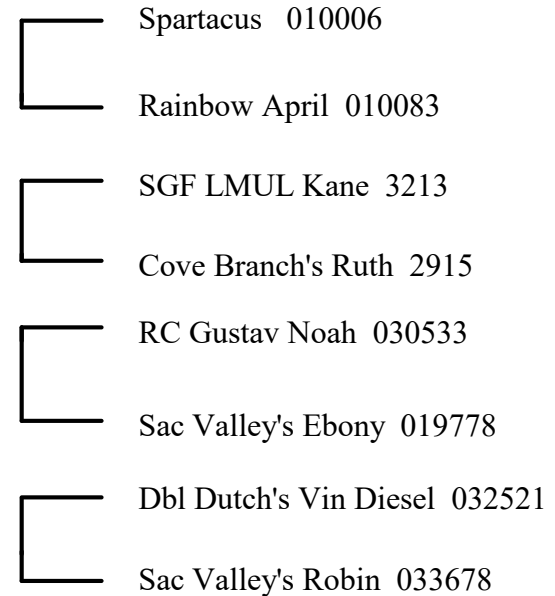 Spartacus 010006
Rainbow April 010083
SGF LMUL Kane 3213
Cove Branch's Ruth 2915
RC Gustav Noah 030533
Sac Valley's Ebony 019778
Dbl Dutch's Vin Diesel 032521
Sac Valley's Robin 033678